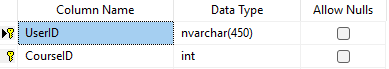 Column Name Data Type Allow Nulls
UserID nvarchar(450)
CourseID int